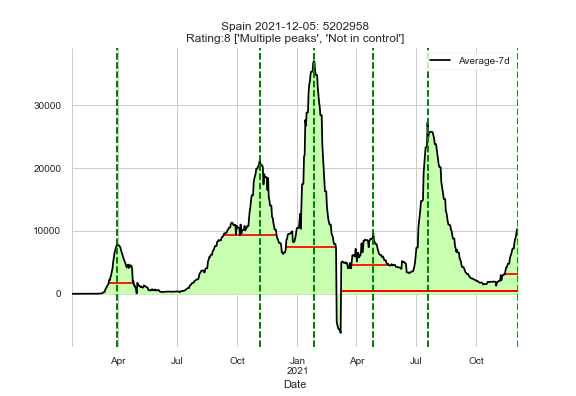 Spain 2021-12-05: 5202958
Rating:8 ['Multiple peaks', 'Not in control']
Average-7d
30000
20000
10000
0
Apr
Jul
Oct
Jan
2021
Apr
Jul
Oct
Date